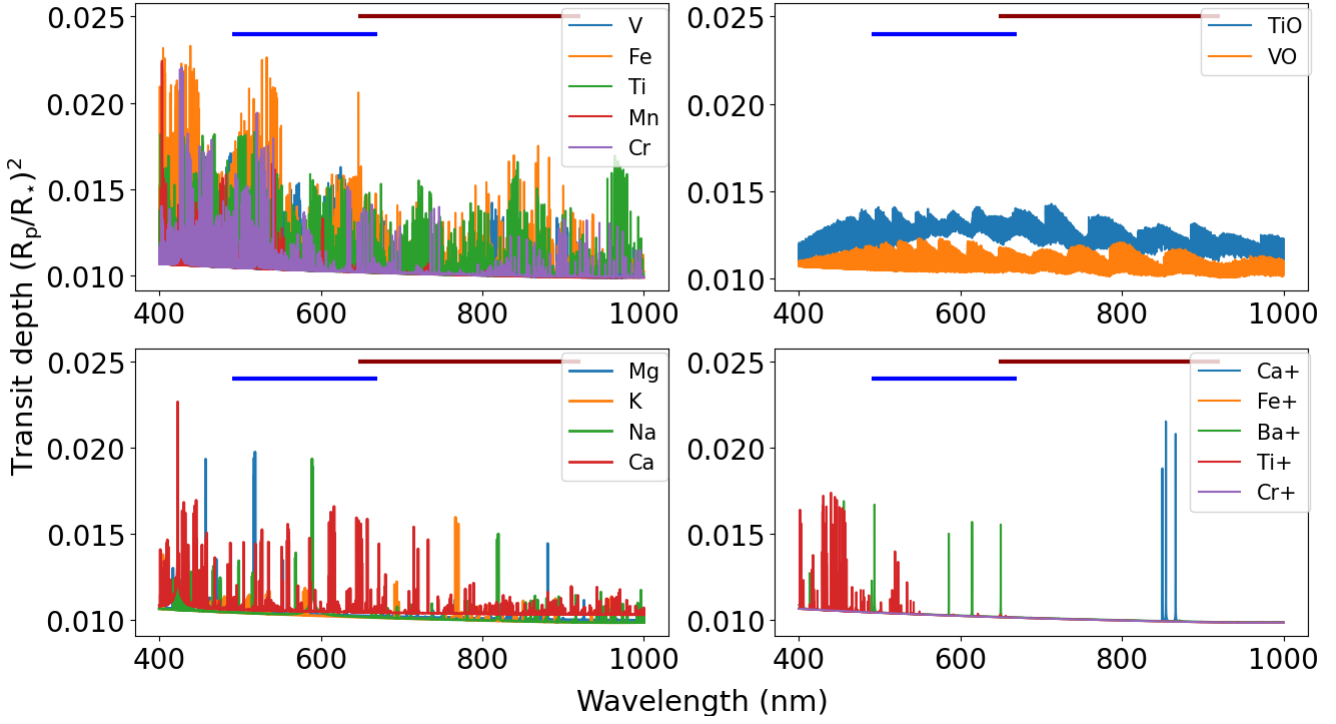 0.025
0.020
0.015
0.010
400
600
800
1000
V
Fe
Ti
Mn
Cr
0.025
0.020
0.015
0.010
400
600
800
1000
TiO
VO
0.025
0.020
0.015
0.010
400
600
800
1000
Mg
K
Na
Ca
0.025
0.020
0.015
0.010
400
600
800
1000
Ca+
Fe+
Ba+
Ti+
Cr+
Transit depth (Rp/R⋆)²
Wavelength (nm)